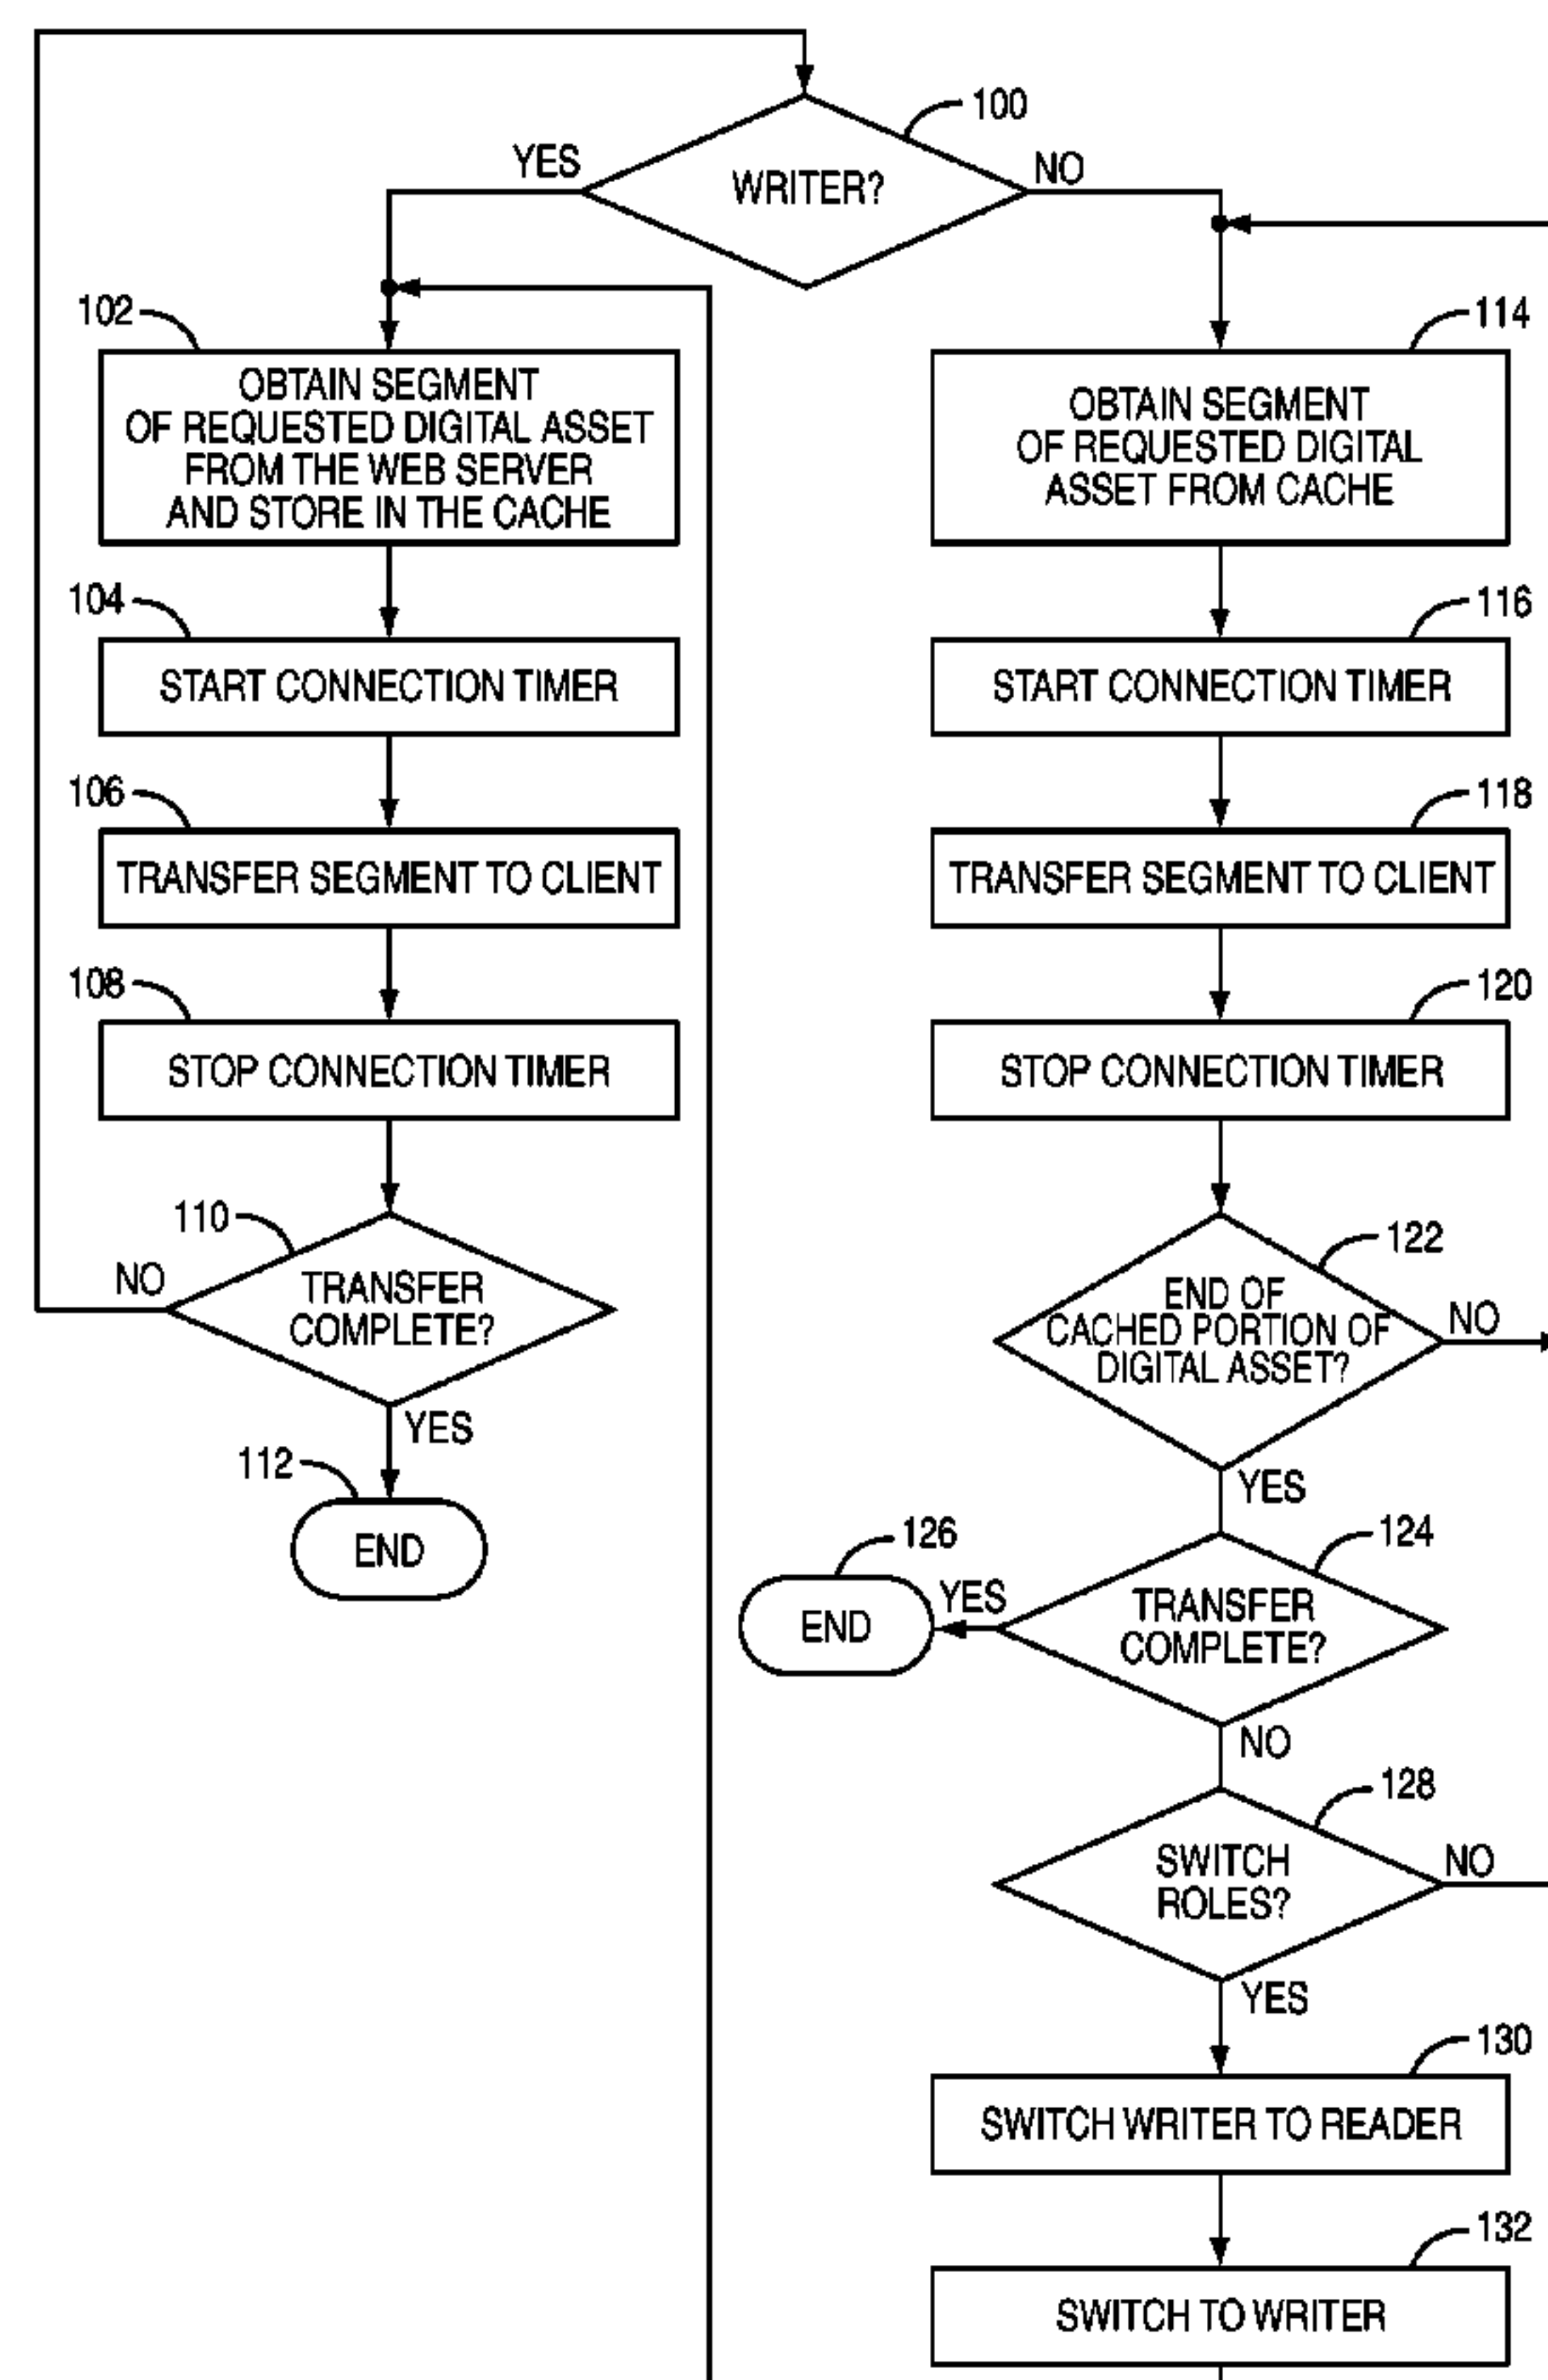 100
YES
WRITER?
NO
102
OBTAIN SEGMENT
OF REQUESTED DIGITAL ASSET
FROM THE WEB SERVER
AND STORE IN THE CACHE
104
START CONNECTION TIMER
106
TRANSFER SEGMENT TO CLIENT
108
STOP CONNECTION TIMER
110
NO
TRANSFER
COMPLETE?
YES
112
END
114
OBTAIN SEGMENT
OF REQUESTED DIGITAL
ASSET FROM CACHE
116
START CONNECTION TIMER
118
TRANSFER SEGMENT TO CLIENT
120
STOP CONNECTION TIMER
122
END OF
CACHED PORTION OF
DIGITAL ASSET?
NO
YES
124
TRANSFER
COMPLETE?
YES
126
END
NO
128
SWITCH
ROLES?
NO
YES
130
SWITCH WRITER TO READER
132
SWITCH TO WRITER